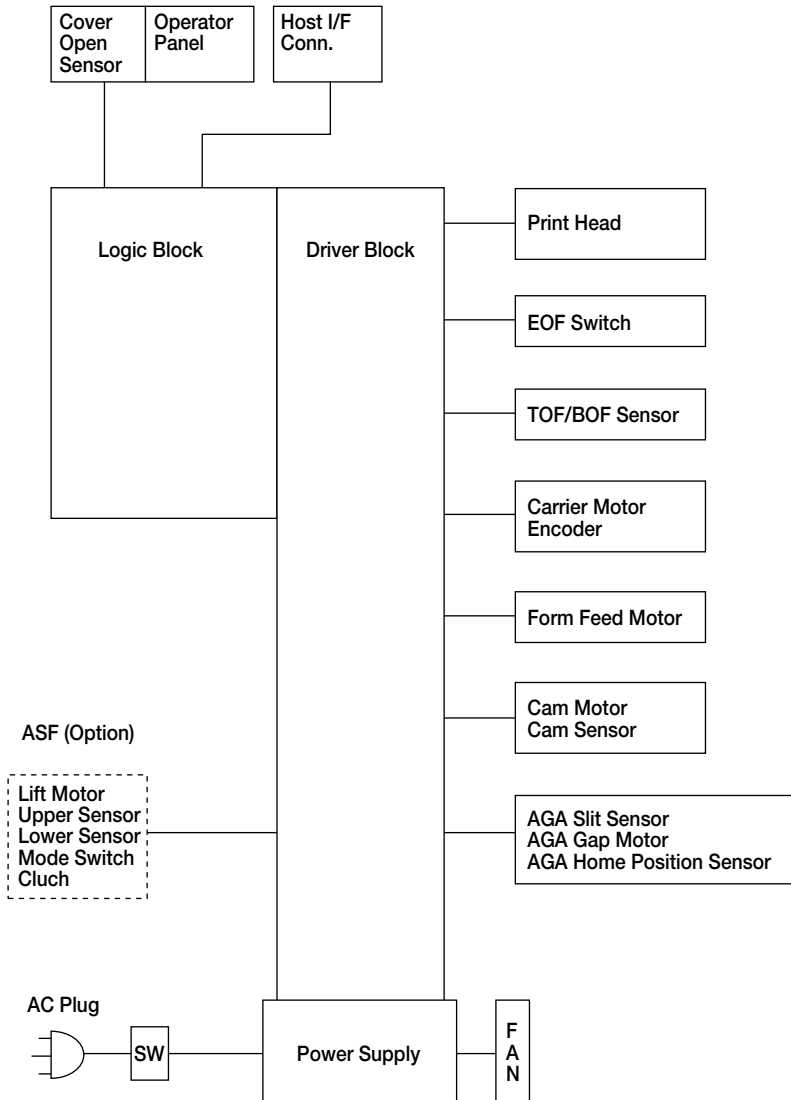 Cover
Open
Sensor
Operator
Panel
Host I/F
Conn.
Logic Block
Driver Block
Print Head
EOF Switch
TOF/BOF Sensor
Carrier Motor
Encoder
Form Feed Motor
Cam Motor
Cam Sensor
ASF (Option)
Lift Motor
Upper Sensor
Lower Sensor
Mode Switch
Cluch
AGA Slit Sensor
AGA Gap Motor
AGA Home Position Sensor
AC Plug
SW
Power Supply
F
A
N